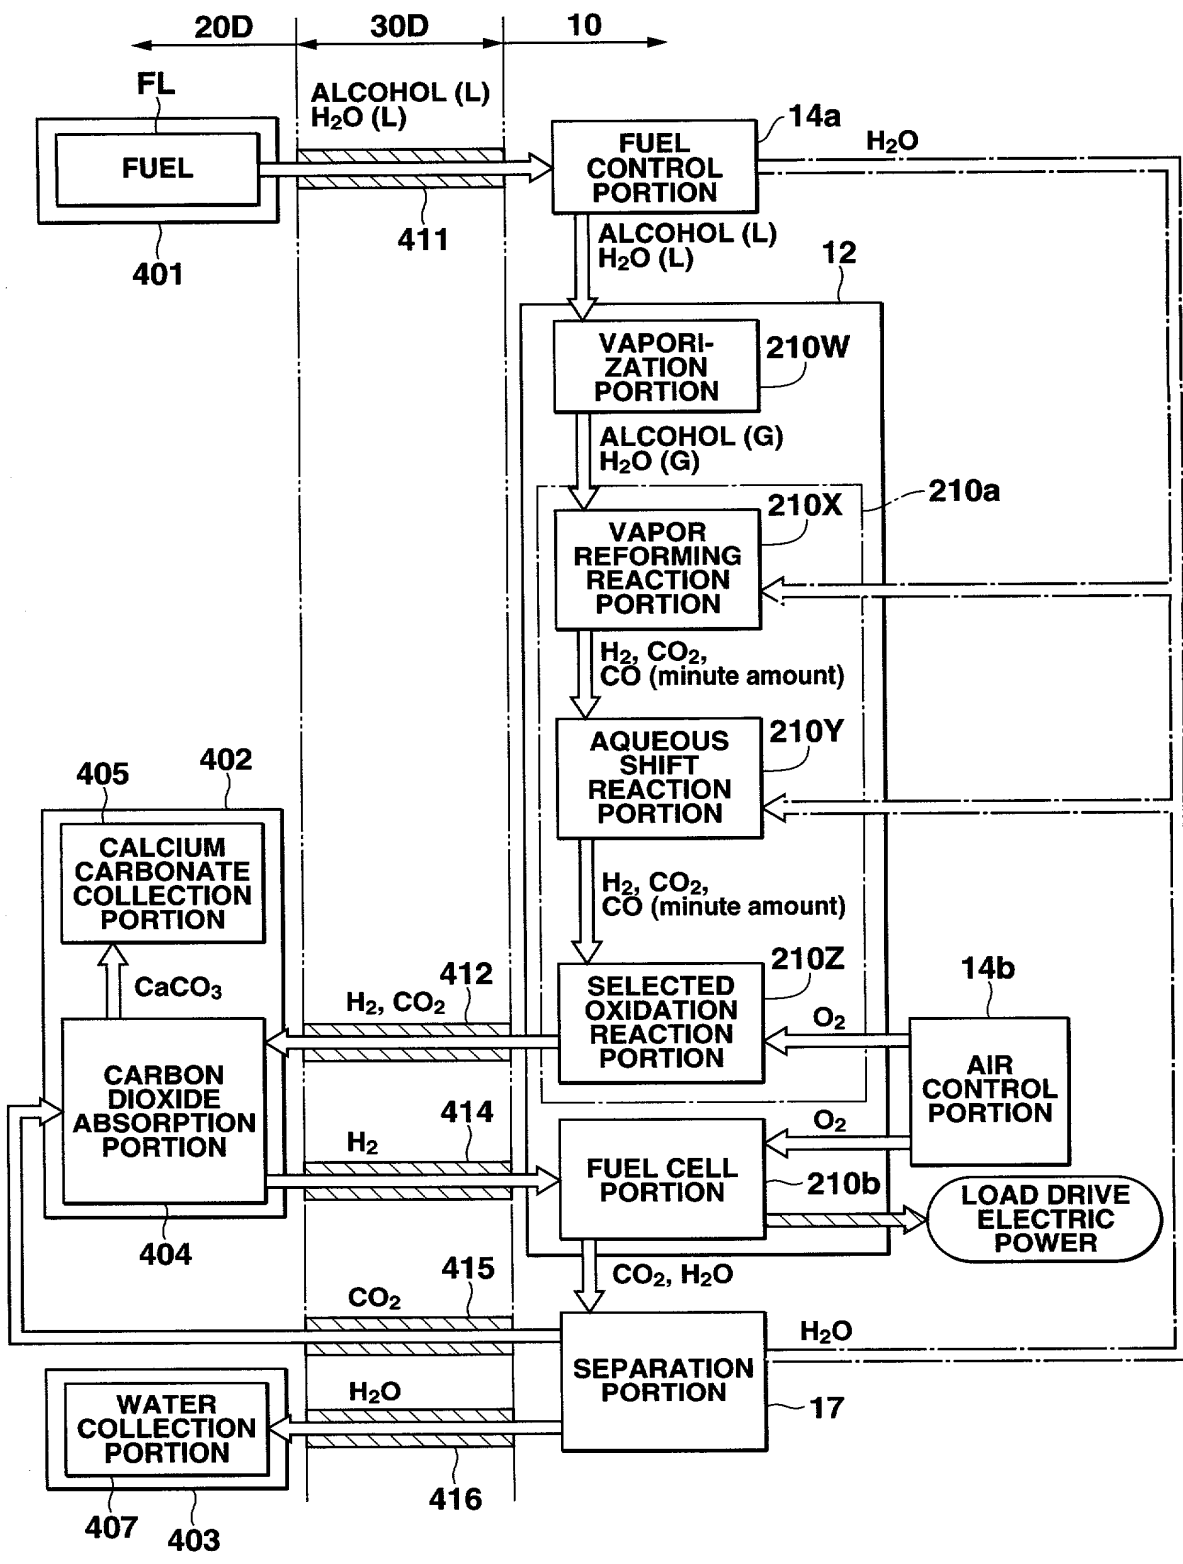 20D
30D
10
FL
ALCOHOL (L)
H2O (L)
FUEL
401
411
FUEL
CONTROL
PORTION
14a
H2O
ALCOHOL (L)
H2O (L)
12
VAPORI-
ZATION
PORTION
210W
ALCOHOL (G)
H2O (G)
210a
VAPOR
REFORMING
REACTION
PORTION
210X
H2, CO2,
CO (minute amount)
AQUEOUS
SHIFT
REACTION
PORTION
210Y
402
405
CALCIUM
CARBONATE
COLLECTION
PORTION
H2, CO2,
CO (minute amount)
CaCO3
412
H2, CO2
SELECTED
OXIDATION
REACTION
PORTION
210Z
14b
O2
AIR
CONTROL
PORTION
CARBON
DIOXIDE
ABSORPTION
PORTION
404
414
H2
FUEL CELL
PORTION
O2
210b
LOAD DRIVE
ELECTRIC
POWER
415
CO2
CO2, H2O
SEPARATION
PORTION
H2O
17
H2O
WATER
COLLECTION
PORTION
416
407
403